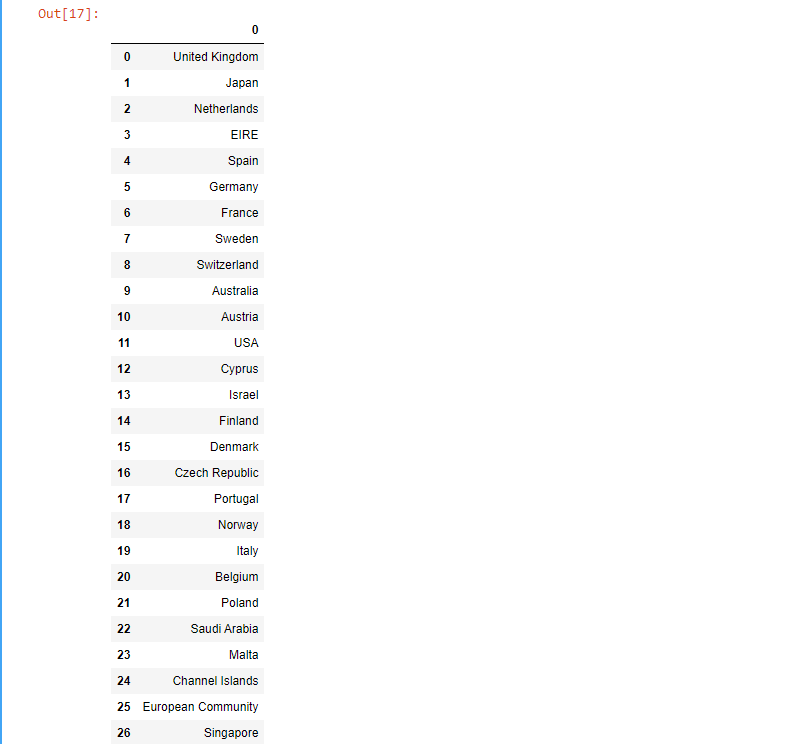 Out[17]:
0
0 United Kingdom
1 Japan
2 Netherlands
3 EIRE
4 Spain
5 Germany
6 France
7 Sweden
8 Switzerland
9 Australia
10 Austria
11 USA
12 Cyprus
13 Israel
14 Finland
15 Denmark
16 Czech Republic
17 Portugal
18 Norway
19 Italy
20 Belgium
21 Poland
22 Saudi Arabia
23 Malta
24 Channel Islands
25 European Community
26 Singapore